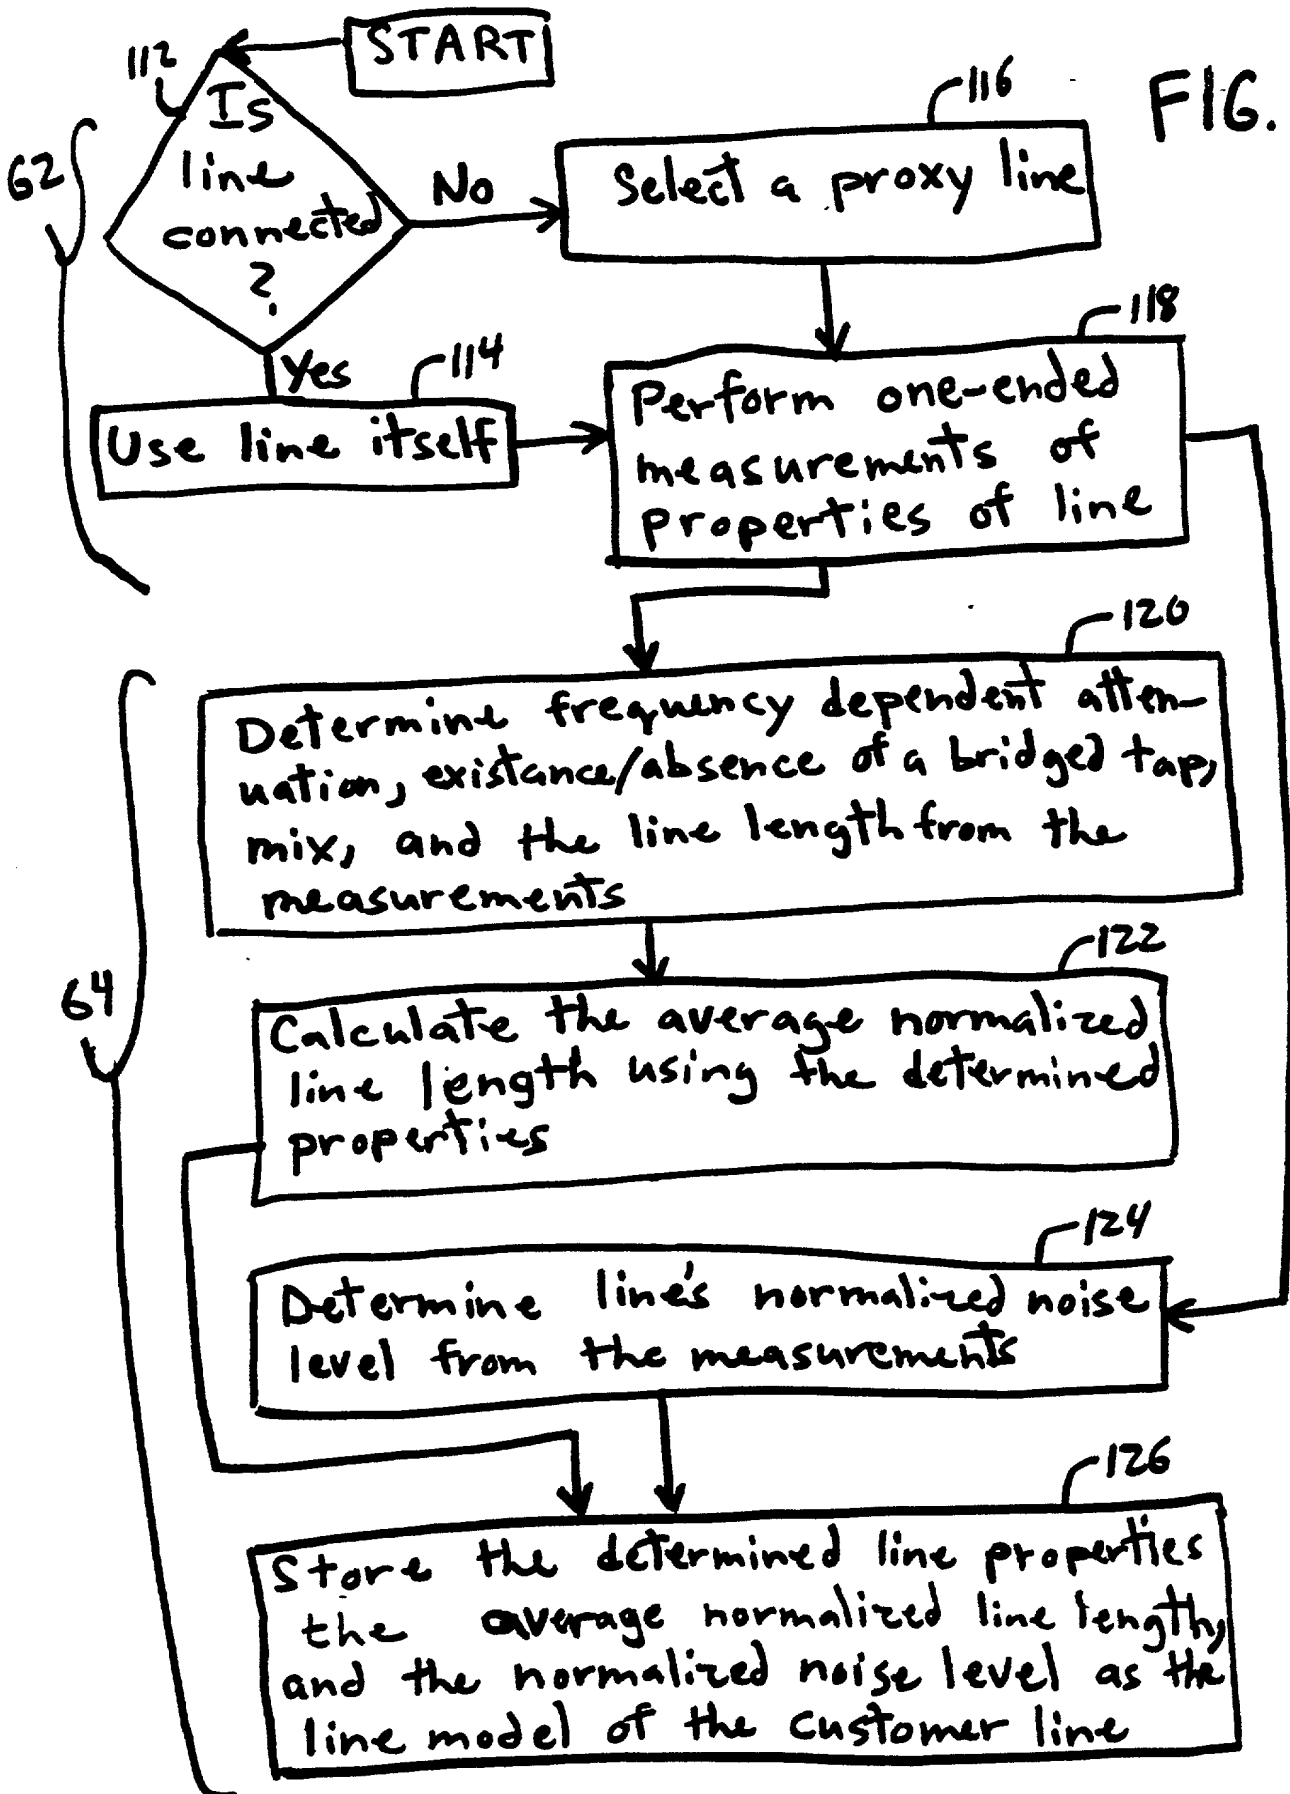 START
112
Is
line
connected
?
62
No
116
FIG.
Select a proxy line
Yes
114
Use line itself
118
Perform one-ended
measurements of
properties of line
120
Determine frequency dependent atten-
uation, existance/absence of a bridged tap,
mix, and the line length from the
measurements
64
122
Calculate the average normalized
line length using the determined
properties
124
Determine line's normalized noise
level from the measurements
126
Store the determined line properties
the average normalized line length,
and the normalized noise level as the
line model of the customer line